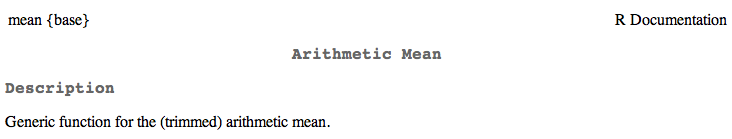 mean {base} R Documentation
Arithmetic Mean
Description
Generic function for the (trimmed) arithmetic mean.